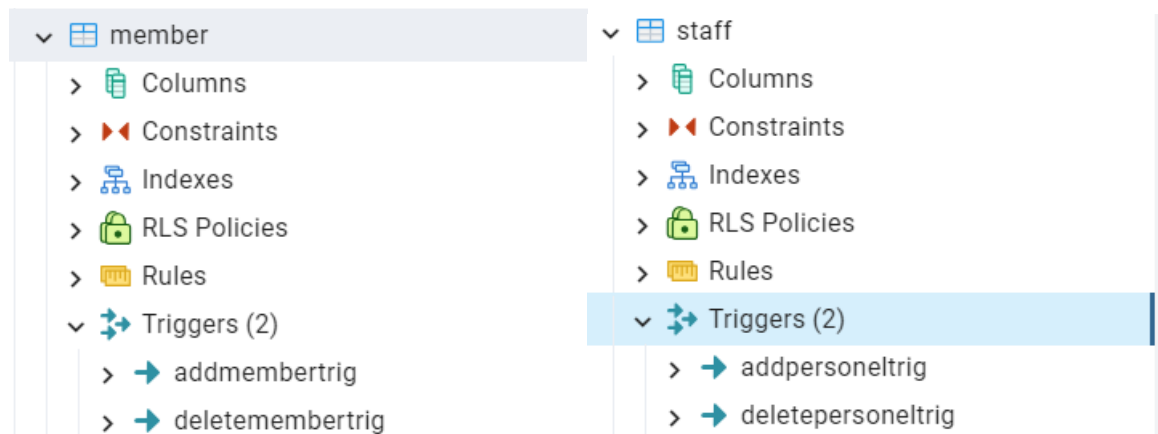 member
Columns
Constraints
Indexes
RLS Policies
Rules
Triggers (2)
addmembertrig
deletemembertrig
staff
Columns
Constraints
Indexes
RLS Policies
Rules
Triggers (2)
addpersoneltrig
deletepersoneltrig